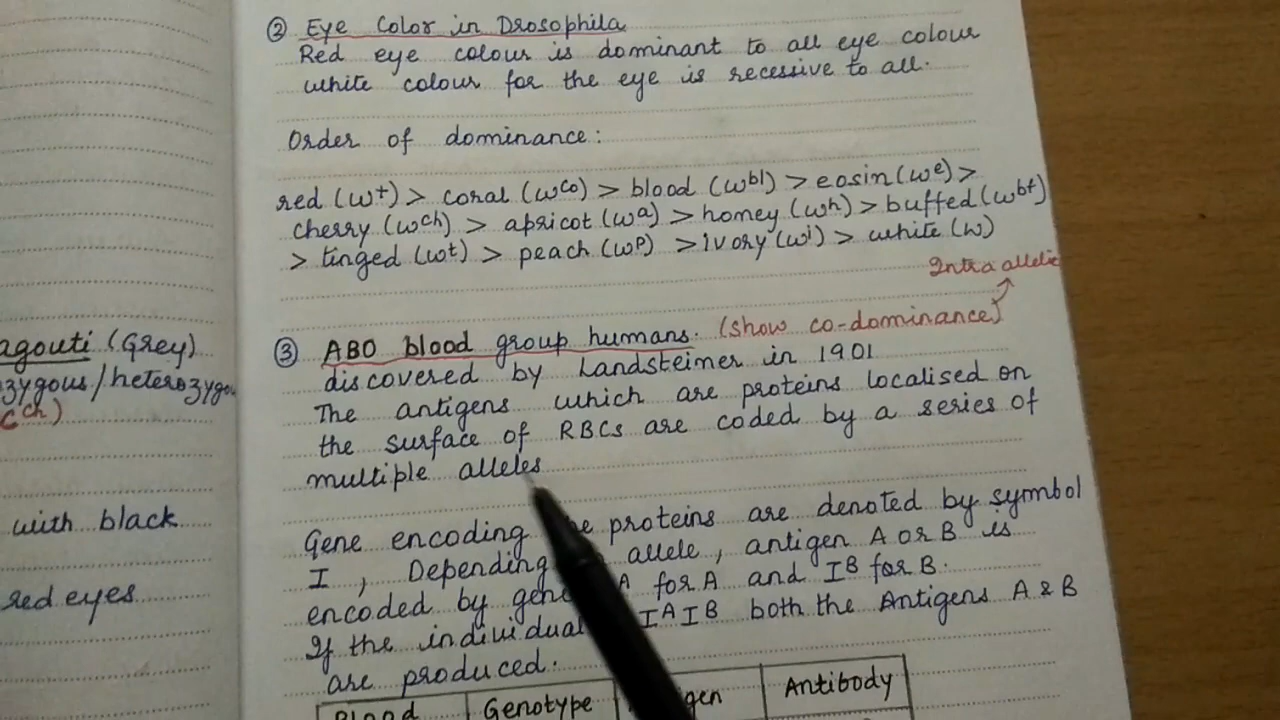 ② Eye Color in Drosophila
Red eye colour is dominant to all eye colour
white colour for the eye is recessive to all.
Order of dominance:
red (w⁺) > coral (wᶜᵒ) > blood (wᵇˡ) > eosin (wᵉ) >
cherry (wᶜʰ) > apricot (wᵃ) > honey (wʰ) > buffed (wᵇᶠ)
> tinged (wᵗ) > peach (wᵖ) > ivory (wⁱ) > white (w)
Intra allelic
③ ABO blood group humans. (show co-dominance)
discovered by Landsteimer in 1901
The antigens which are proteins localised on
the surface of RBCs are coded by a series of
multiple alleles
Gene encoding proteins are denoted by symbol
I, Depending allele, antigen A or B is
encoded by gene A for A and Iᴮ for B.
If the individual IᴬIᴮ both the Antigens A & B
are produced.
Blood Genotype Antibody
agouti (Grey)
zygous/heterozygou
cᶜʰ)
with black
red eyes